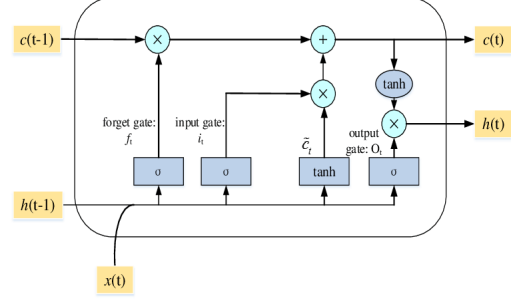 c(t-1)
×
+
c(t)
tanh
forget gate:
fₜ
input gate:
iₜ
×
c̃ₜ
output
gate: Oₜ
×
h(t)
σ
σ
tanh
σ
h(t-1)
x(t)